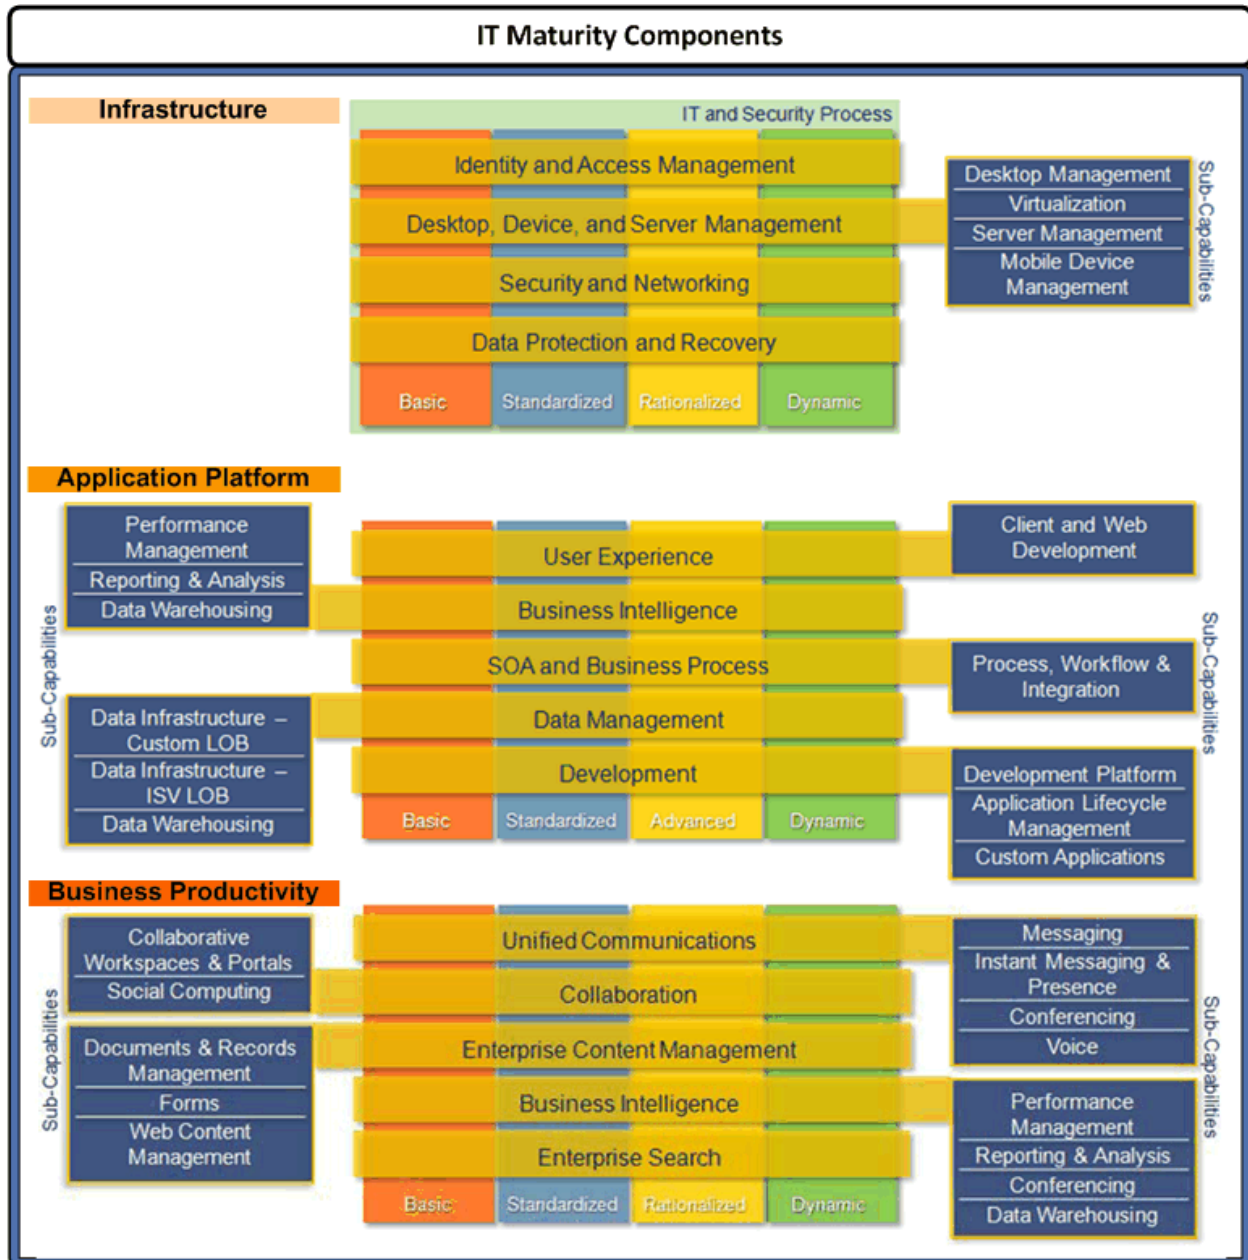 IT Maturity Components
Infrastructure
IT and Security Process
Identity and Access Management
Desktop, Device, and Server Management
Security and Networking
Data Protection and Recovery
Basic
Standardized
Rationalized
Dynamic
Desktop Management
Virtualization
Server Management
Mobile Device
Management
Sub-Capabilities
Application Platform
Performance
Management
Reporting & Analysis
Data Warehousing
Sub-Capabilities
Data Infrastructure –
Custom LOB
Data Infrastructure –
ISV LOB
Data Warehousing
User Experience
Business Intelligence
SOA and Business Process
Data Management
Development
Basic
Standardized
Advanced
Dynamic
Client and Web
Development
Process, Workflow &
Integration
Sub-Capabilities
Development Platform
Application Lifecycle
Management
Custom Applications
Business Productivity
Collaborative
Workspaces & Portals
Social Computing
Sub-Capabilities
Documents & Records
Management
Forms
Web Content
Management
Unified Communications
Collaboration
Enterprise Content Management
Business Intelligence
Enterprise Search
Basic
Standardized
Rationalized
Dynamic
Messaging
Instant Messaging &
Presence
Conferencing
Voice
Sub-Capabilities
Performance
Management
Reporting & Analysis
Conferencing
Data Warehousing